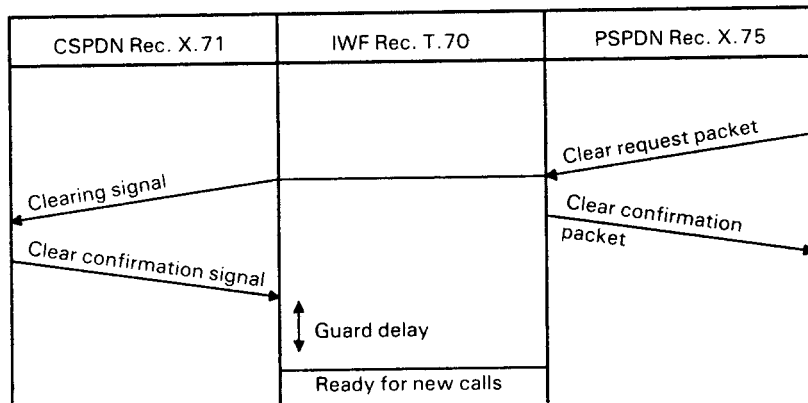 CSPDN Rec. X.71
IWF Rec. T.70
PSPDN Rec. X.75
Clear request packet
Clearing signal
Clear confirmation
packet
Clear confirmation signal
Guard delay
Ready for new calls